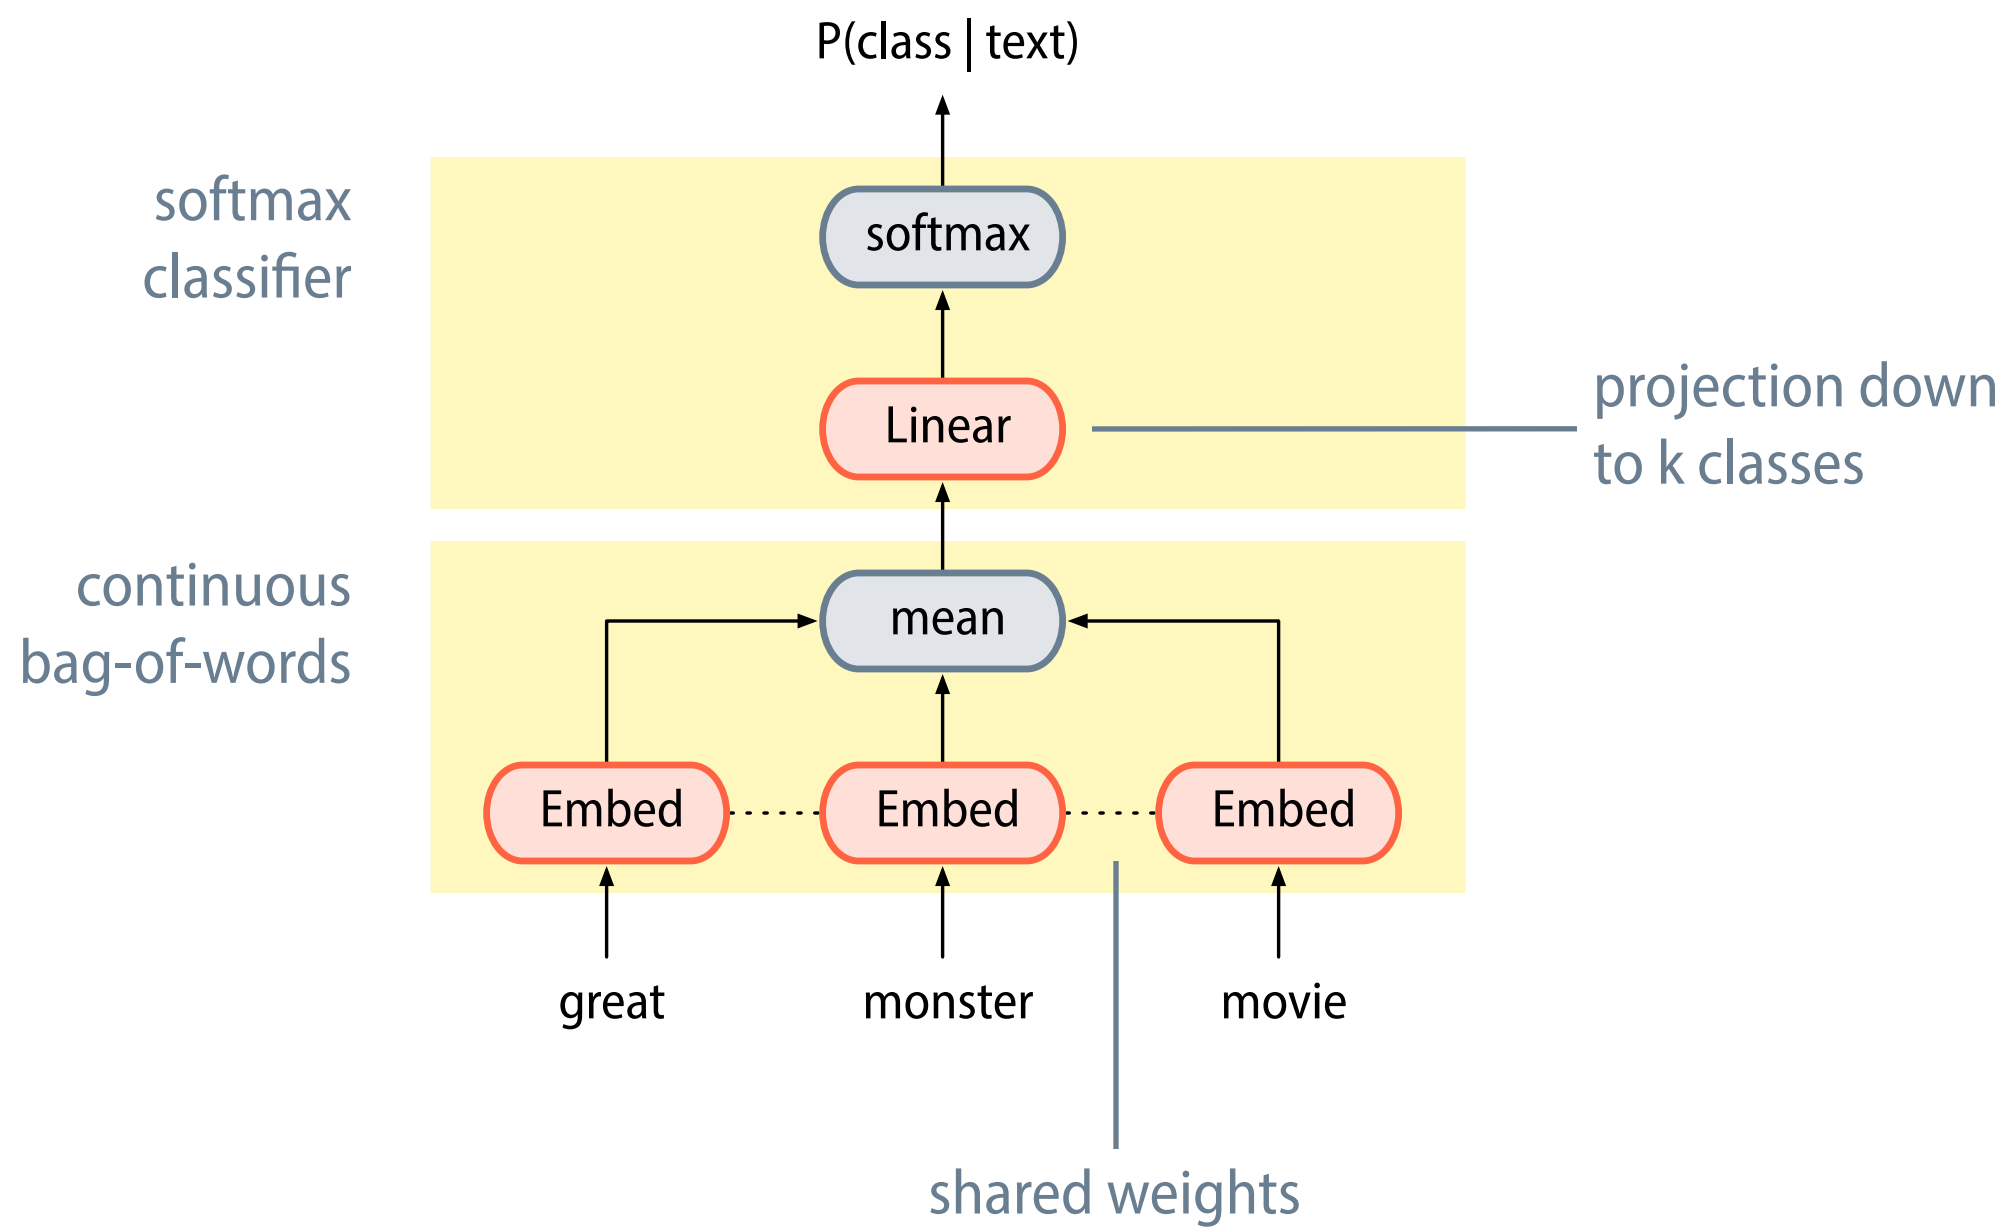 P(class | text)
softmax
classifier
softmax
Linear
projection down
to k classes
continuous
bag-of-words
mean
Embed
Embed
Embed
great
monster
movie
shared weights